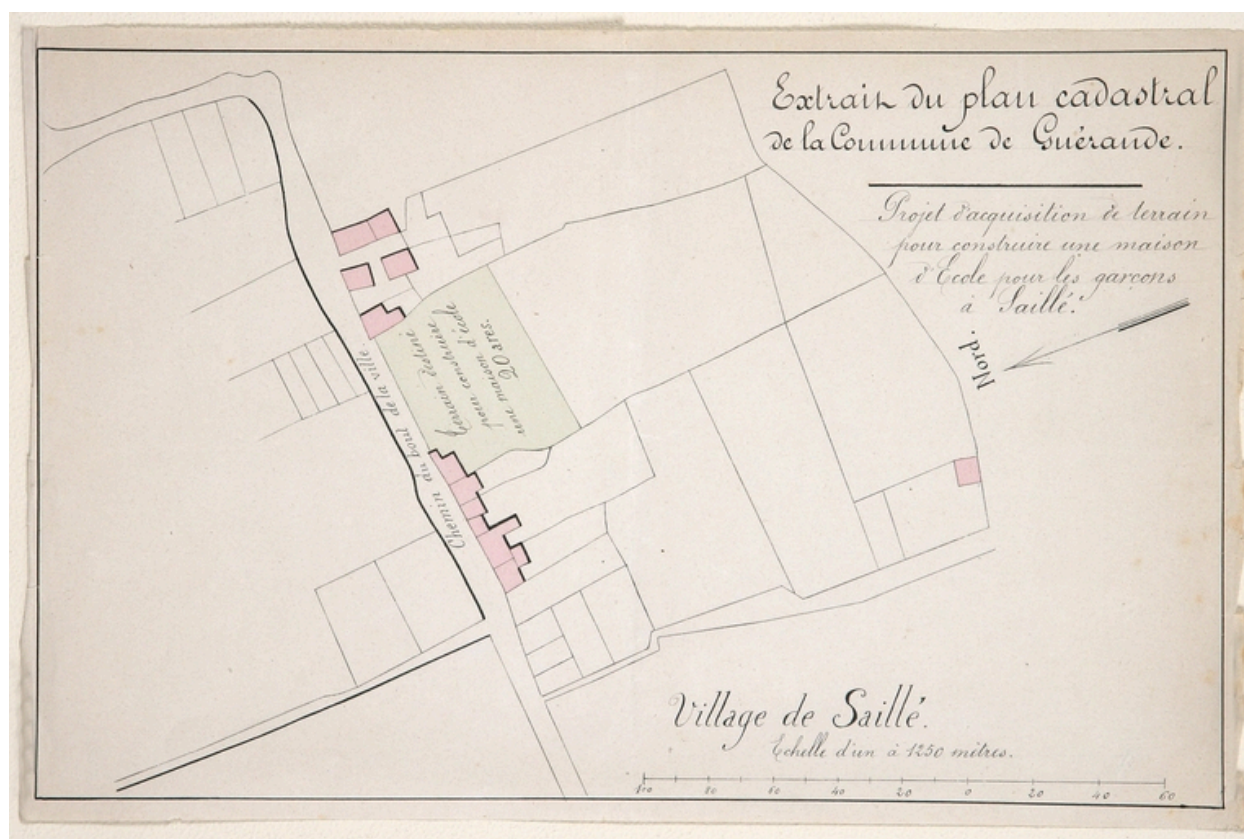 Extrait du plan cadastral
de la Commune de Guérande.
Projet d'acquisition de terrain
pour construire une maison
d'Ecole pour les garçons
à Saillé.
Nord.
terrain destiné
pour construire
une maison d'école
20 ares.
Chemin du bout de la ville.
Village de Saillé.
Echelle d'un à 1250 mètres.
100 80 60 40 20 0 20 40 60